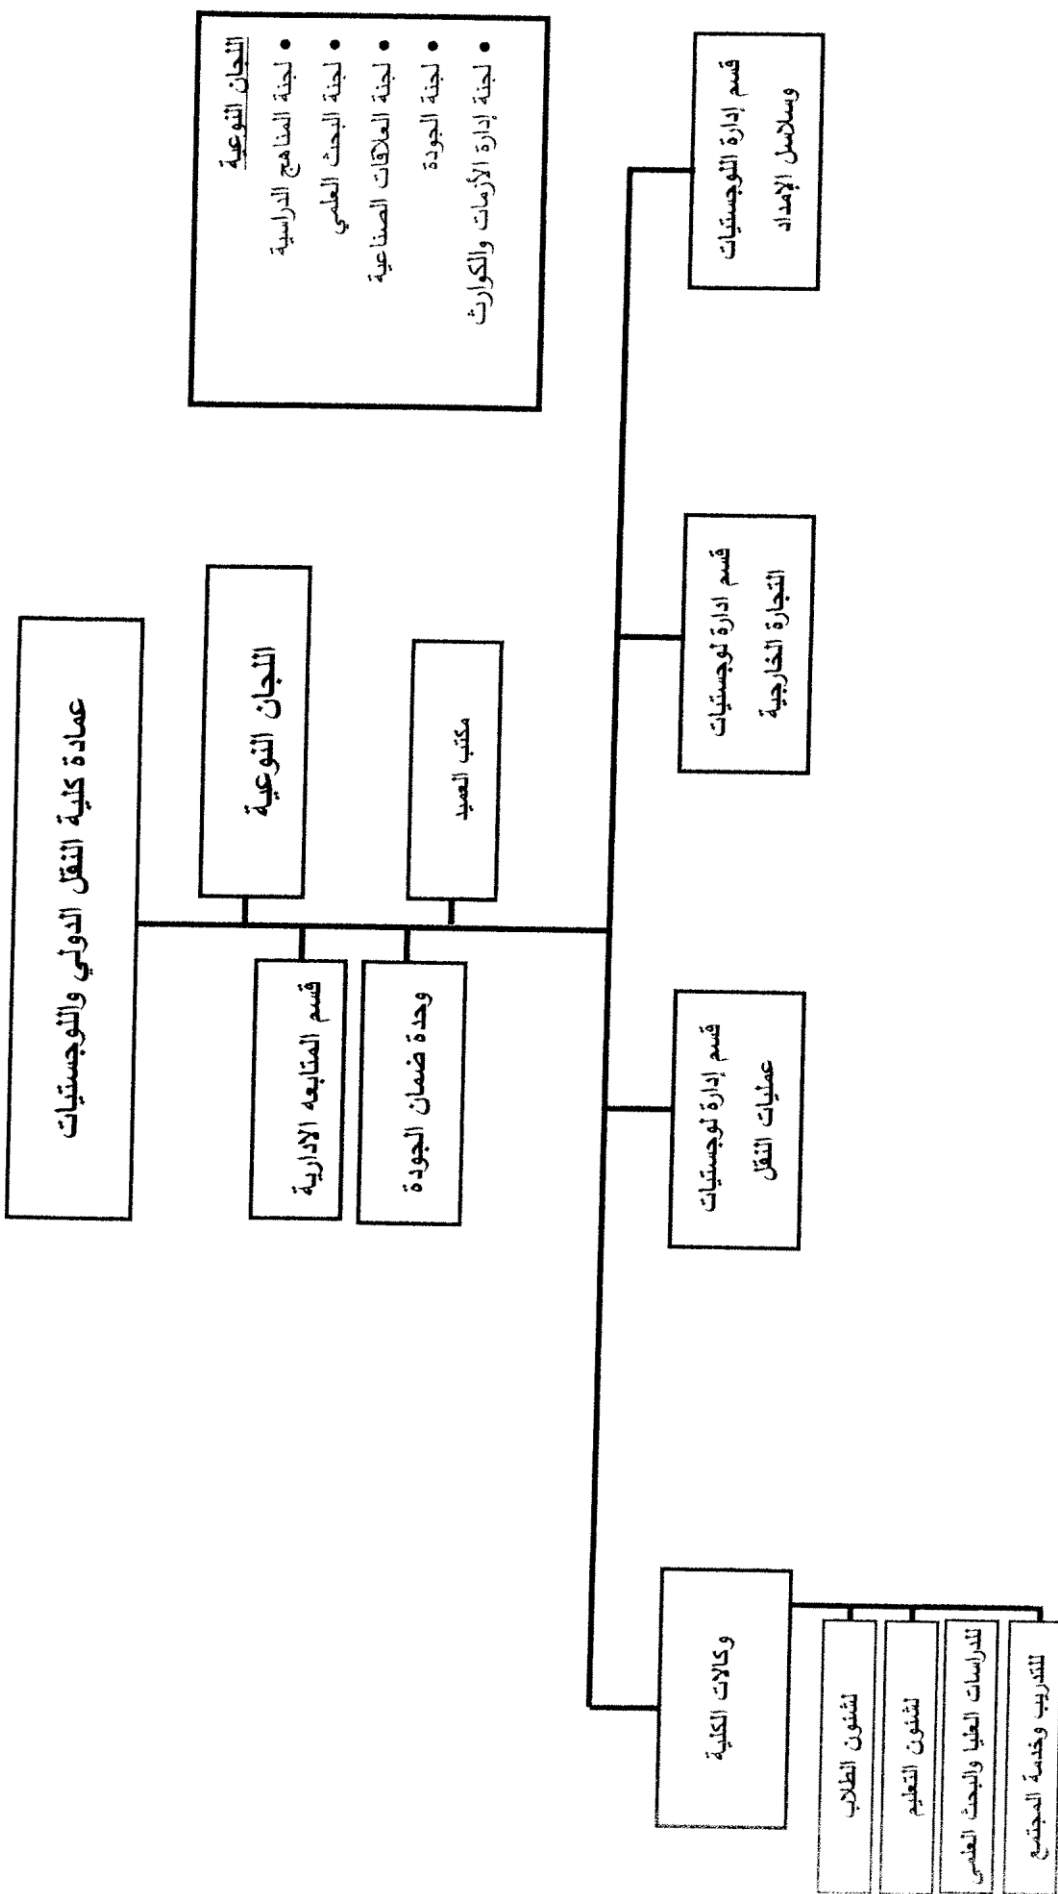 عمادة كلية النقل الدولي واللوجستيات
اللجان النوعية
قسم المتابعه الادارية
وحدة ضمان الجودة
مكتب العميد
اللجان النوعية
• لجنة المناهج الدراسية
• لجنة البحث العلمي
• لجنة العلاقات الصناعية
• لجنة الجودة
• لجنة إدارة الأزمات والكوارث
قسم إدارة اللوجستيات
وسلاسل الإمداد
قسم ادارة لوجستيات
التجارة الخارجية
قسم إدارة لوجستيات
عمليات النقل
وكالات الكلية
لشئون الطلاب
لشئون التعليم
للدراسات العليا والبحث العلمى
للتدريب وخدمة المجتمع